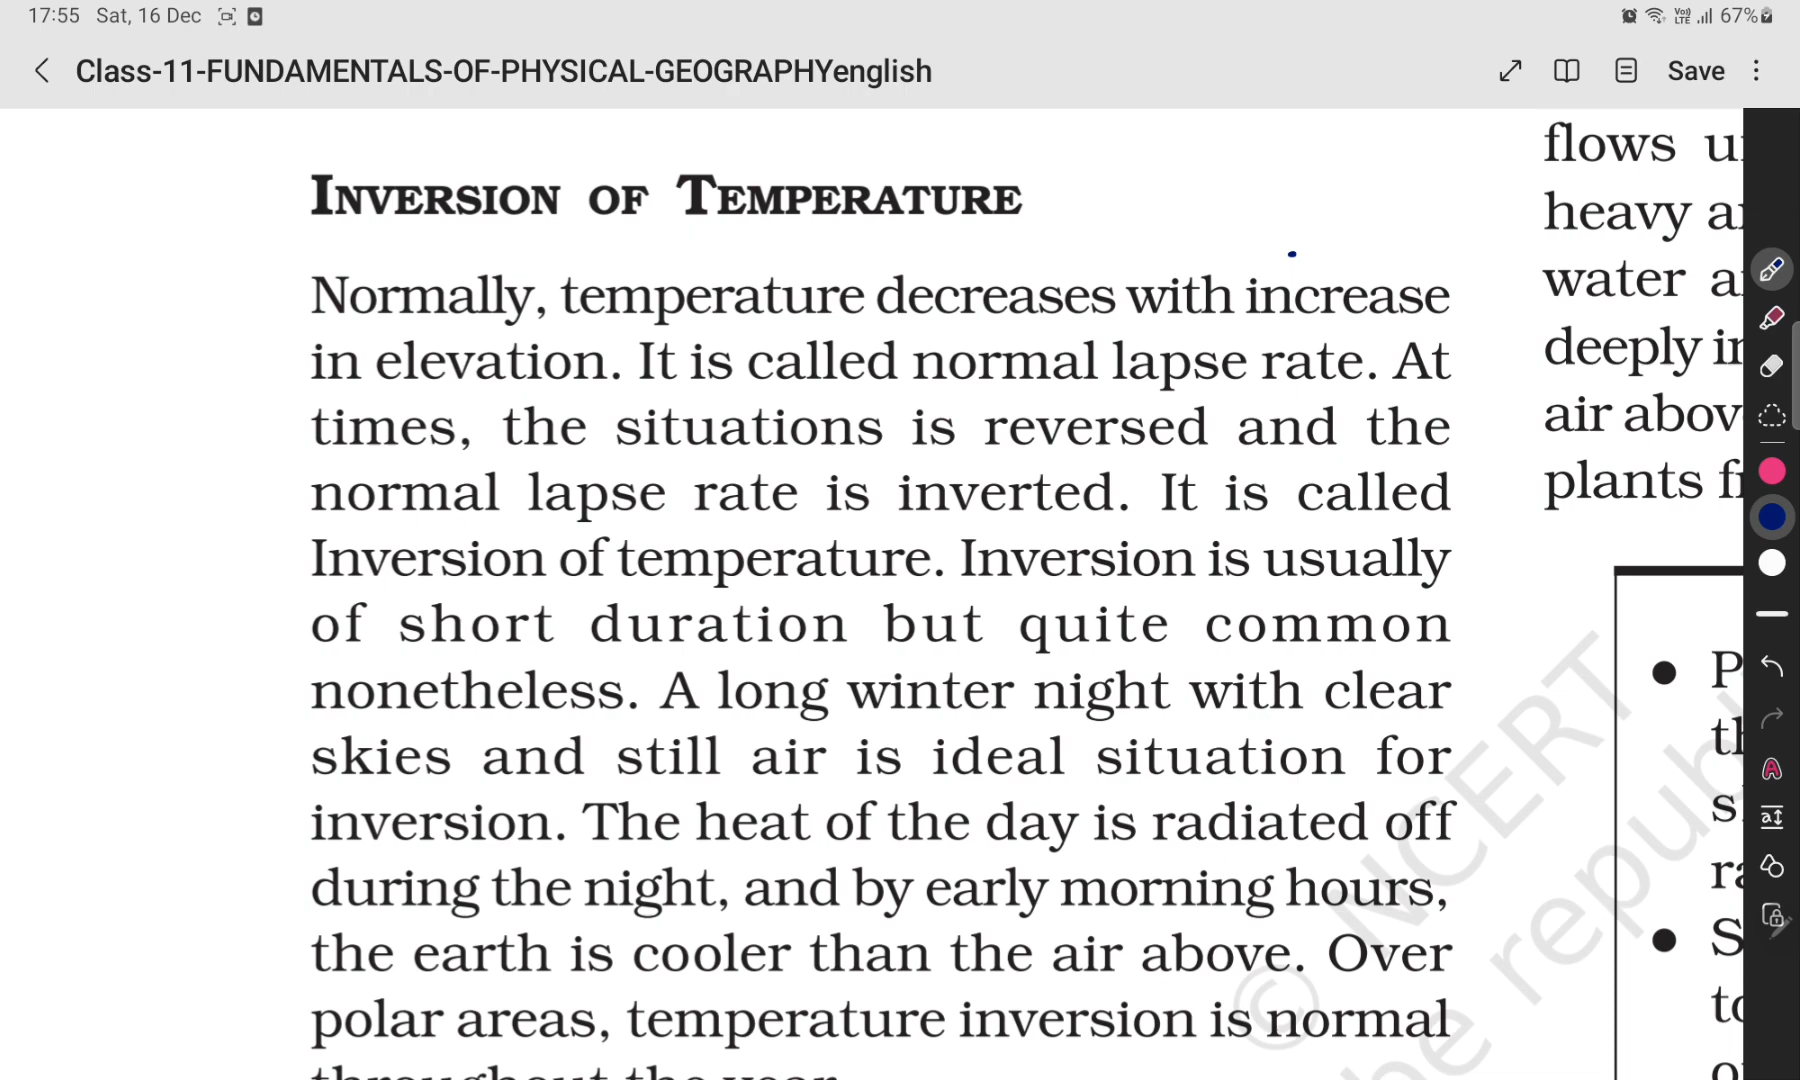 17:55 Sat, 16 Dec
67%
Class-11-FUNDAMENTALS-OF-PHYSICAL-GEOGRAPHYenglish
Save
INVERSION OF TEMPERATURE
Normally, temperature decreases with increase
in elevation. It is called normal lapse rate. At
times, the situations is reversed and the
normal lapse rate is inverted. It is called
Inversion of temperature. Inversion is usually
of short duration but quite common
nonetheless. A long winter night with clear
skies and still air is ideal situation for
inversion. The heat of the day is radiated off
during the night, and by early morning hours,
the earth is cooler than the air above. Over
polar areas, temperature inversion is normal
throughout the year.
flows
heavy
water
deeply
air
plants
© NCERT
republ